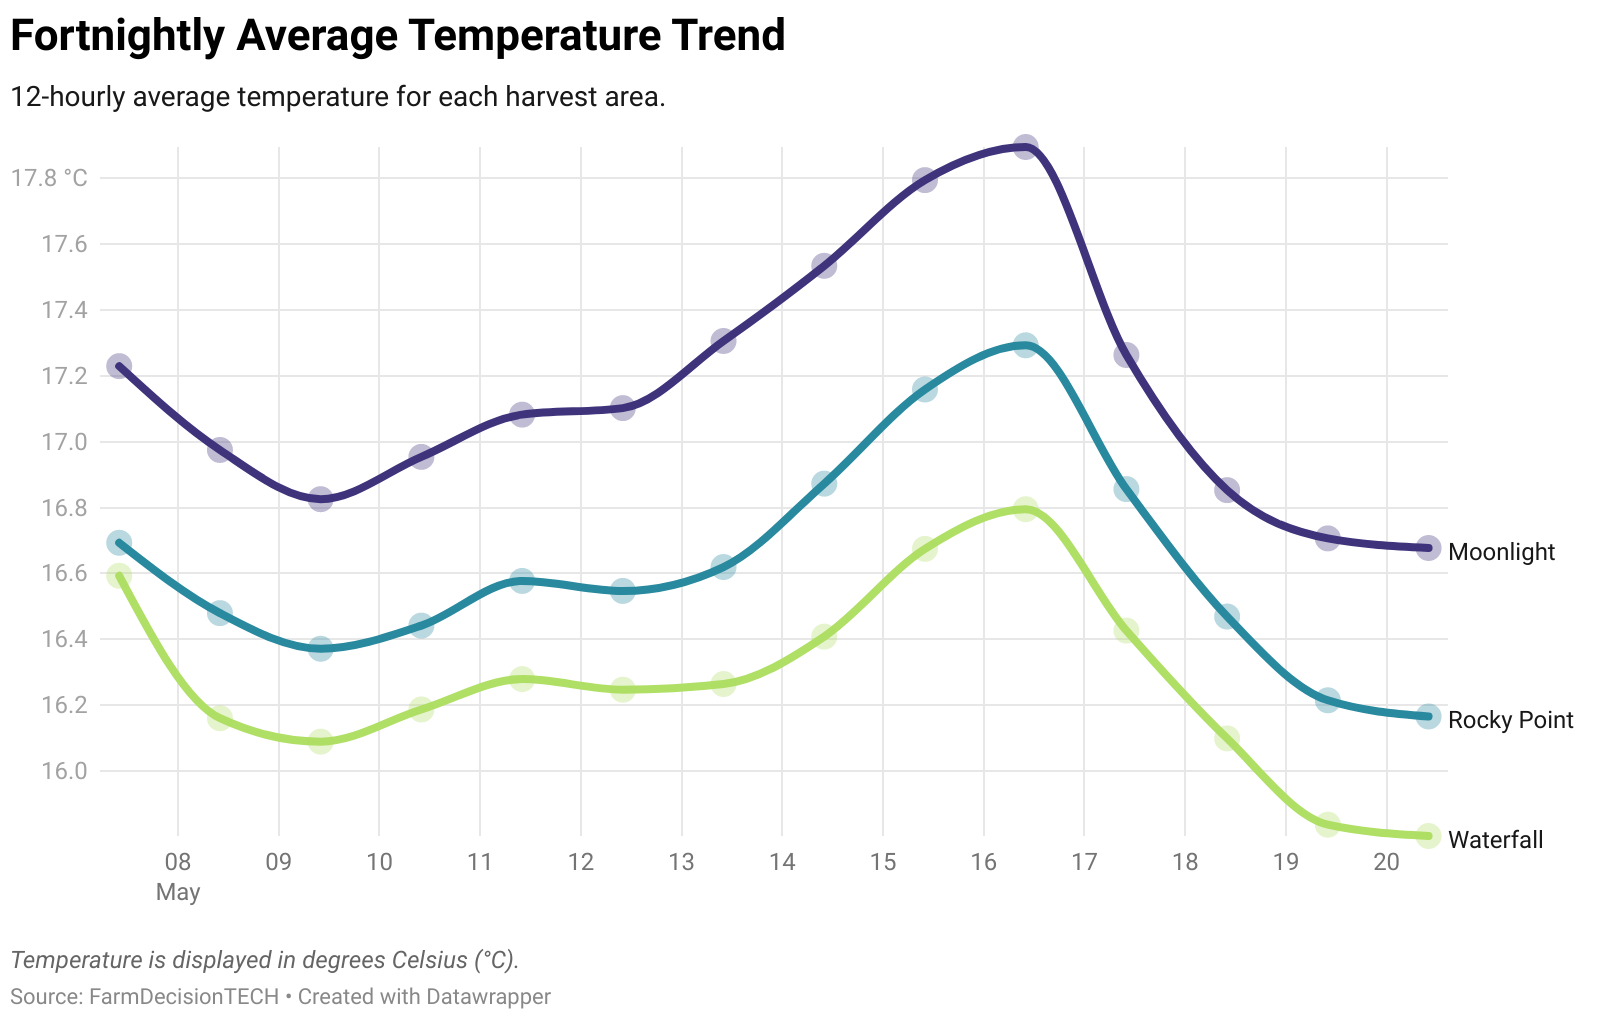 Fortnightly Average Temperature Trend
12-hourly average temperature for each harvest area.
17.8 °C
17.6
17.4
17.2
17.0
16.8
16.6
16.4
16.2
16.0
Moonlight
Rocky Point
Waterfall
08 09 10 11 12 13 14 15 16 17 18 19 20
May
Temperature is displayed in degrees Celsius (°C).
Source: FarmDecisionTECH • Created with Datawrapper